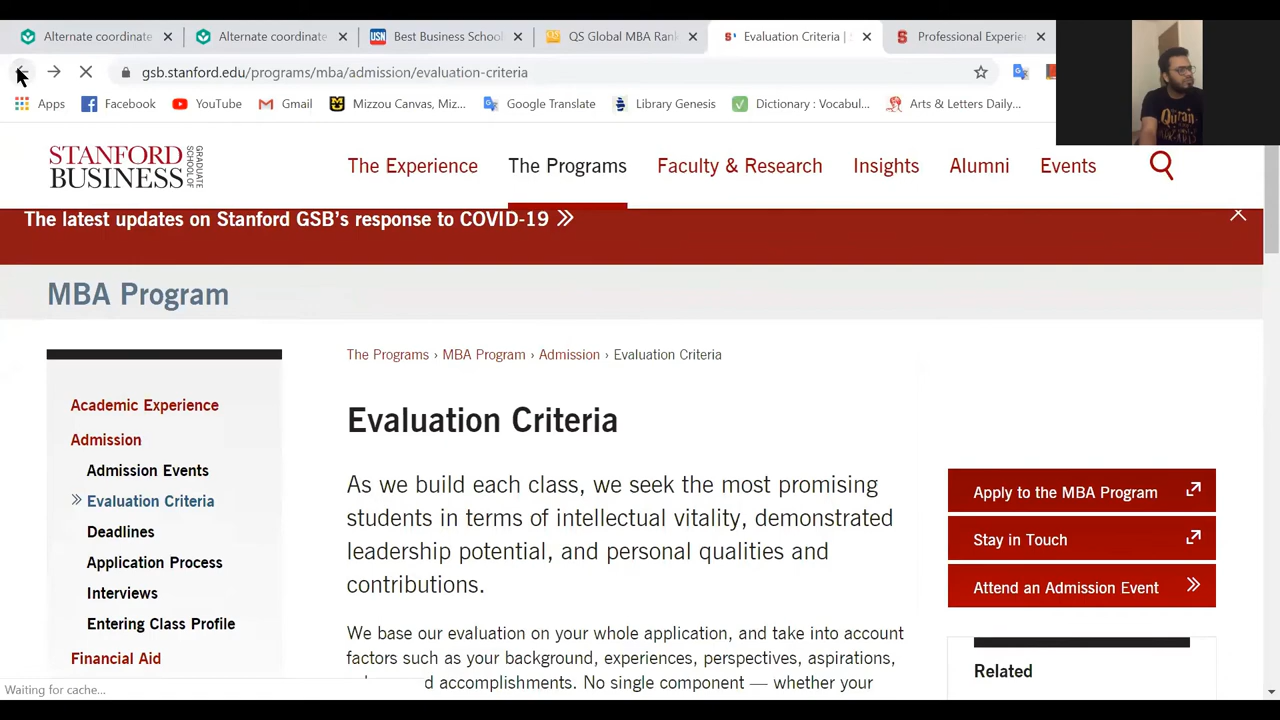 Alternate coordinate
Alternate coordinate
USN
Best Business School
QS Global MBA Rank
Evaluation Criteria |
Professional Experie
gsb.stanford.edu/programs/mba/admission/evaluation-criteria
Apps
Facebook
YouTube
Gmail
Mizzou Canvas, Miz...
Google Translate
Library Genesis
Dictionary : Vocabul...
Arts & Letters Daily...
Quran
STANFORD
BUSINESS
GRADUATE
SCHOOL OF
The Experience
The Programs
Faculty & Research
Insights
Alumni
Events
The latest updates on Stanford GSB's response to COVID-19
MBA Program
The Programs › MBA Program › Admission › Evaluation Criteria
Academic Experience
Admission
Admission Events
Evaluation Criteria
Deadlines
Application Process
Interviews
Entering Class Profile
Financial Aid
Evaluation Criteria
As we build each class, we seek the most promising
students in terms of intellectual vitality, demonstrated
leadership potential, and personal qualities and
contributions.
We base our evaluation on your whole application, and take into account
factors such as your background, experiences, perspectives, aspirations,
accomplishments. No single component — whether your
Apply to the MBA Program
Stay in Touch
Attend an Admission Event
Related
Waiting for cache...